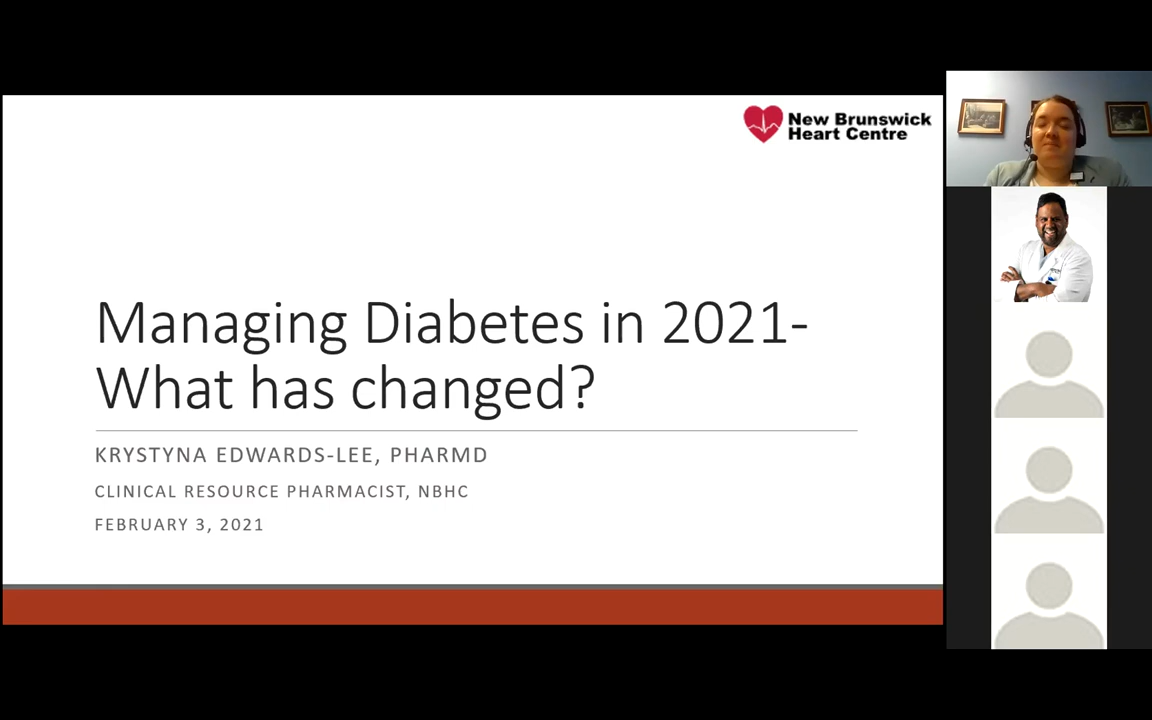 New Brunswick
Heart Centre
Managing Diabetes in 2021-
What has changed?
KRYSTYNA EDWARDS-LEE, PHARMD
CLINICAL RESOURCE PHARMACIST, NBHC
FEBRUARY 3, 2021